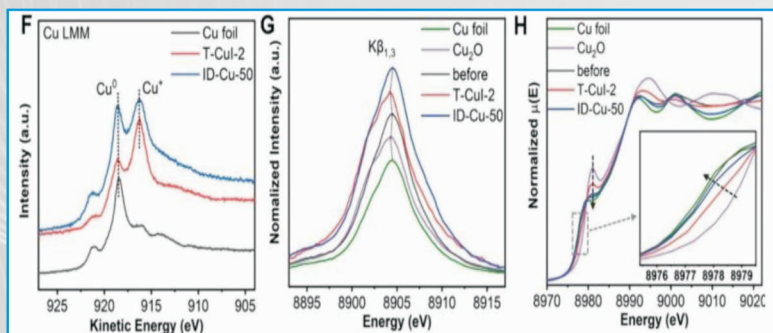 F
Cu LMM
Cu foil
T-CuI-2
ID-Cu-50
Cu⁰
Cu⁺
Intensity (a.u.)
925 920 915 910 905
Kinetic Energy (eV)
G
Kβ₁,₃
Cu foil
Cu₂O
before
T-CuI-2
ID-Cu-50
Nomalized Intensity (a.u.)
8895 8900 8905 8910 8915
Energy (eV)
H
Cu foil
Cu₂O
before
T-CuI-2
ID-Cu-50
Normalized μ(E)
8976 8977 8978 8979
8970 8980 8990 9000 9010 9020
Energy (eV)